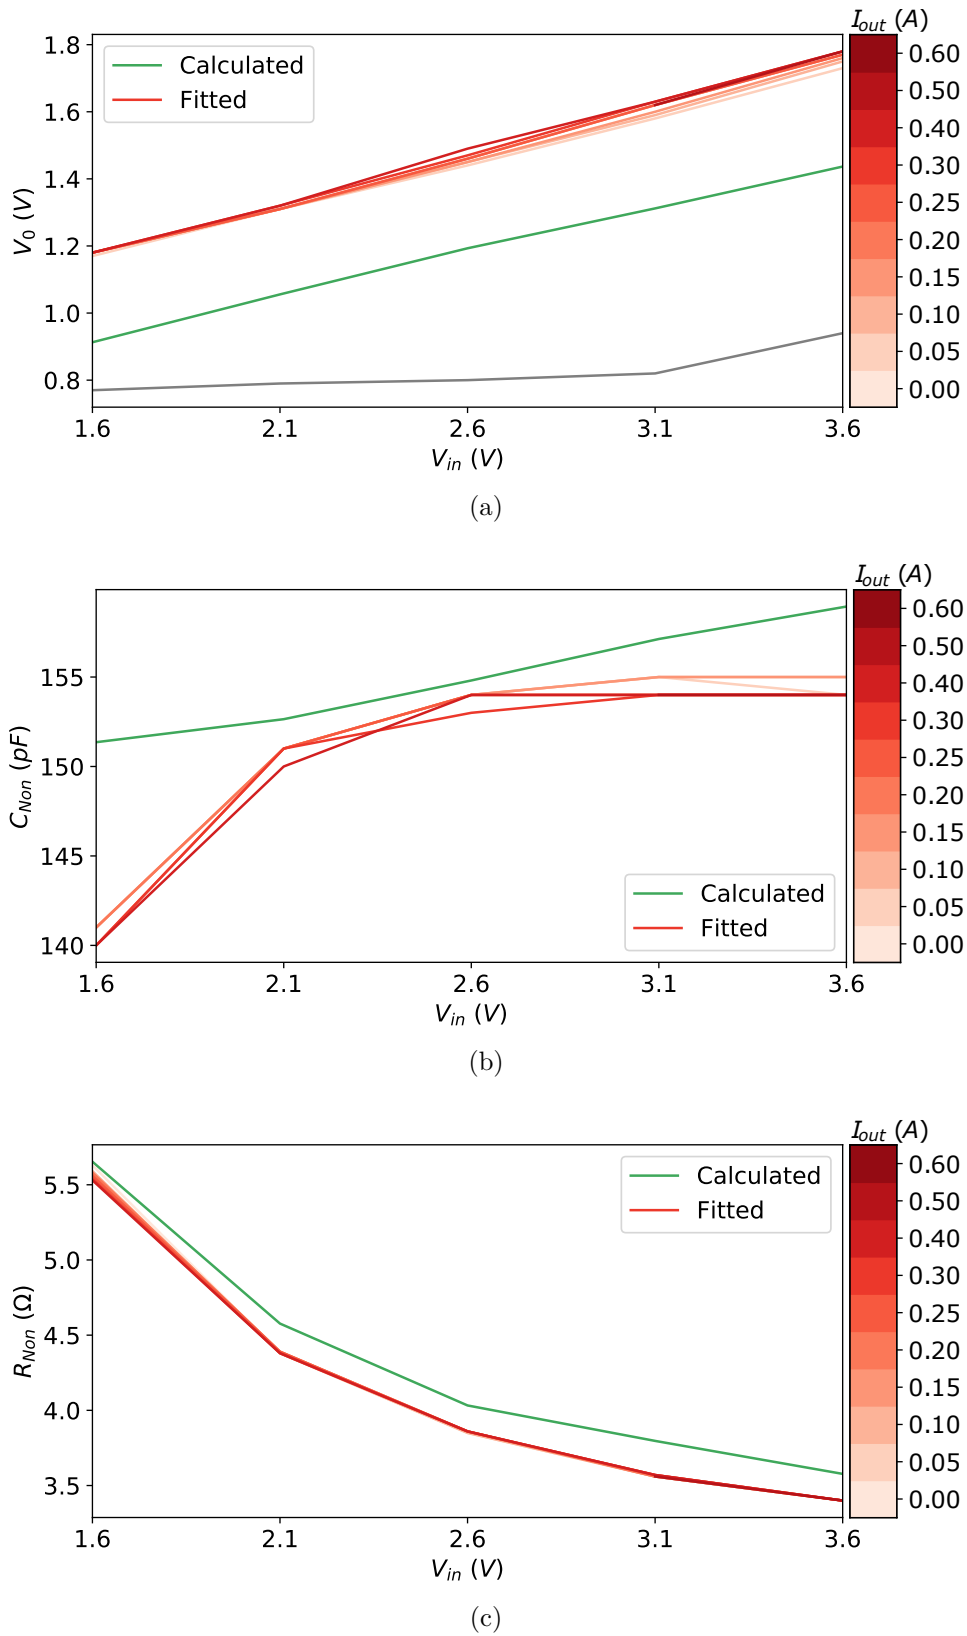 I_out (A)
1.8
1.6
1.4
1.2
1.0
0.8
V_0 (V)
Calculated
Fitted
0.60
0.50
0.40
0.30
0.25
0.20
0.15
0.10
0.05
0.00
1.6 2.1 2.6 3.1 3.6
V_in (V)
(a)
I_out (A)
155
150
145
140
C_Non (pF)
Calculated
Fitted
0.60
0.50
0.40
0.30
0.25
0.20
0.15
0.10
0.05
0.00
1.6 2.1 2.6 3.1 3.6
V_in (V)
(b)
I_out (A)
5.5
5.0
4.5
4.0
3.5
R_Non (Ω)
Calculated
Fitted
0.60
0.50
0.40
0.30
0.25
0.20
0.15
0.10
0.05
0.00
1.6 2.1 2.6 3.1 3.6
V_in (V)
(c)